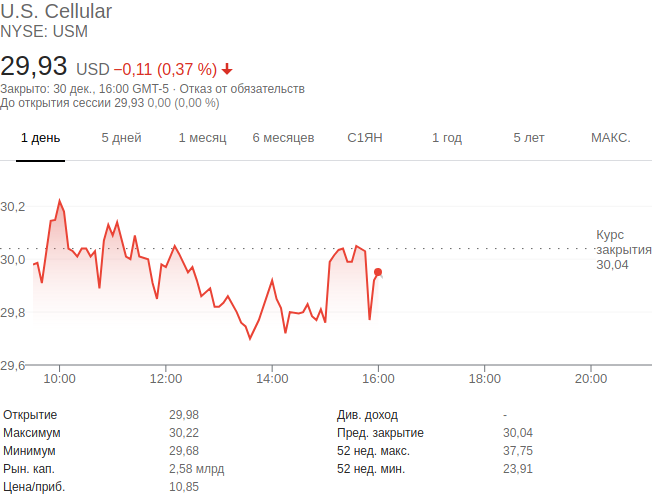 U.S. Cellular
NYSE: USM
29,93 USD −0,11 (0,37 %)
Закрыто: 30 дек., 16:00 GMT-5 · Отказ от обязательств
До открытия сессии 29,93 0,00 (0,00 %)
1 день 5 дней 1 месяц 6 месяцев С1ЯН 1 год 5 лет МАКС.
30,2
Курс
закрытия
30,04
30,0
29,8
29,6
10:00 12:00 14:00 16:00 18:00 20:00
Открытие 29,98 Див. доход -
Максимум 30,22 Пред. закрытие 30,04
Минимум 29,68 52 нед. макс. 37,75
Рын. кап. 2,58 млрд 52 нед. мин. 23,91
Цена/приб. 10,85